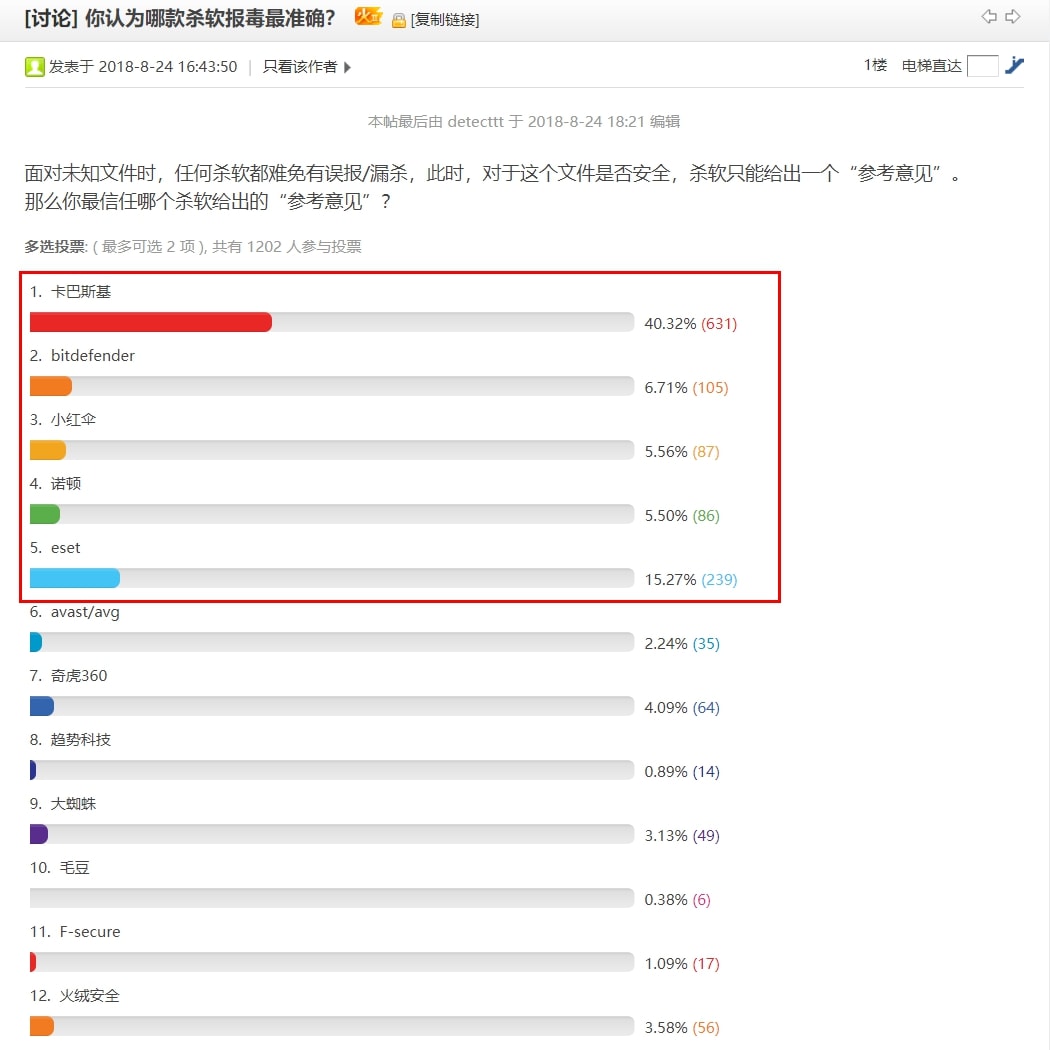 [讨论] 你认为哪款杀软报毒最准确? 火 [复制链接]
发表于 2018-8-24 16:43:50 | 只看该作者
1楼 电梯直达
本帖最后由 detecttt 于 2018-8-24 18:21 编辑
面对未知文件时，任何杀软都难免有误报/漏杀，此时，对于这个文件是否安全，杀软只能给出一个“参考意见”。
那么你最信任哪个杀软给出的“参考意见”?
多选投票: ( 最多可选 2 项 ), 共有 1202 人参与投票
1. 卡巴斯基
40.32% (631)
2. bitdefender
6.71% (105)
3. 小红伞
5.56% (87)
4. 诺顿
5.50% (86)
5. eset
15.27% (239)
6. avast/avg
2.24% (35)
7. 奇虎360
4.09% (64)
8. 趋势科技
0.89% (14)
9. 大蜘蛛
3.13% (49)
10. 毛豆
0.38% (6)
11. F-secure
1.09% (17)
12. 火绒安全
3.58% (56)